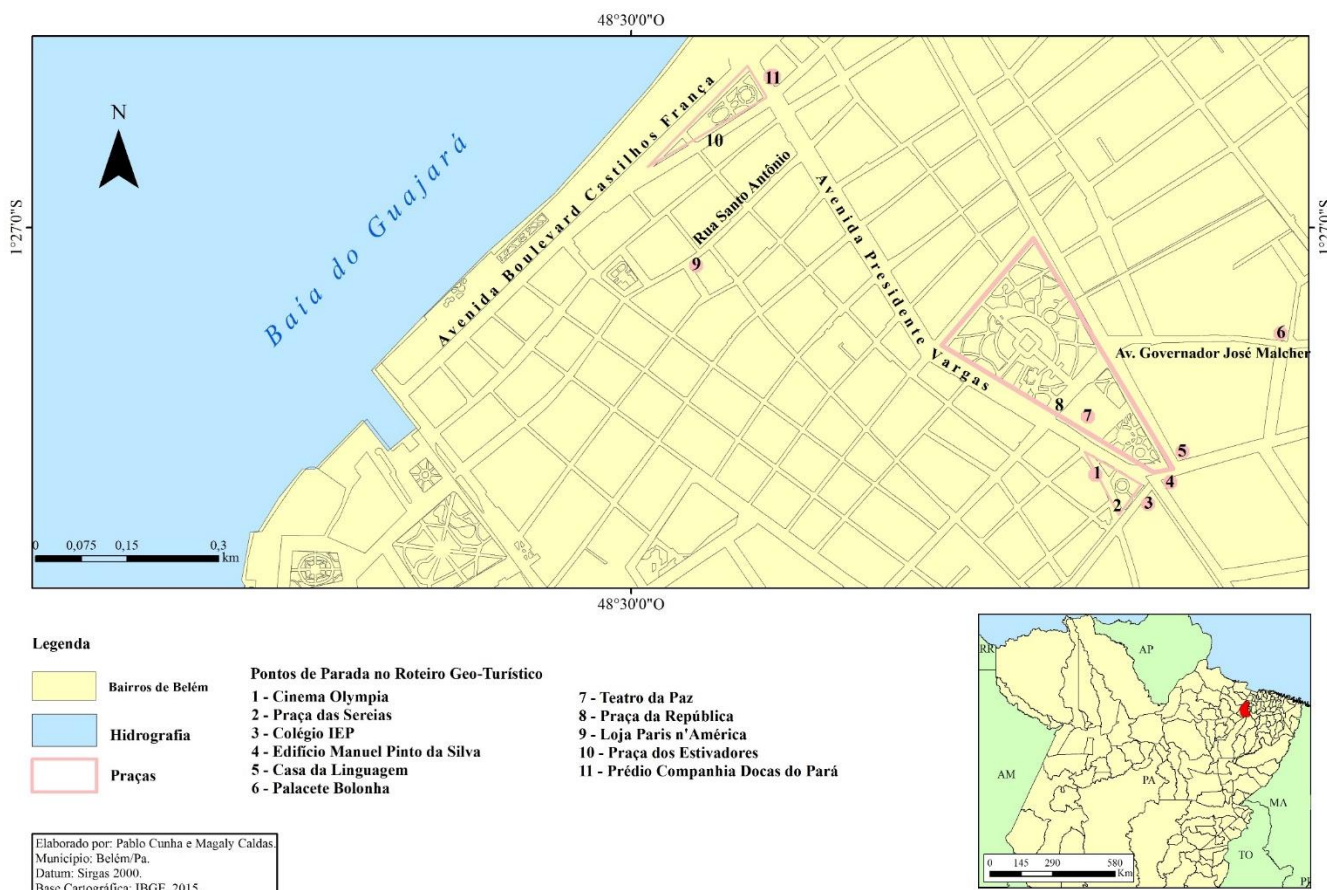 48°30'0"O
N
Baía do Guajará
1°27'0"S
1°27'0"S
Avenida Boulevard Castilhos França
Rua Santo Antônio
Avenida Presidente Vargas
Av. Governador José Malcher
11
10
9
6
8
7
5
1
4
2
3
0 0,075 0,15 0,3
km
48°30'0"O
Legenda
Bairros de Belém
Hidrografia
Praças
Pontos de Parada no Roteiro Geo-Turístico
1 - Cinema Olympia
2 - Praça das Sereias
3 - Colégio IEP
4 - Edifício Manuel Pinto da Silva
5 - Casa da Linguagem
6 - Palacete Bolonha
7 - Teatro da Paz
8 - Praça da República
9 - Loja Paris n'América
10 - Praça dos Estivadores
11 - Prédio Companhia Docas do Pará
RR
AP
AM
PA
MA
TO
0 145 290 580
Km
Elaborado por: Pablo Cunha e Magaly Caldas.
Município: Belém/Pa.
Datum: Sirgas 2000.
Base Cartográfica: IBGE, 2015